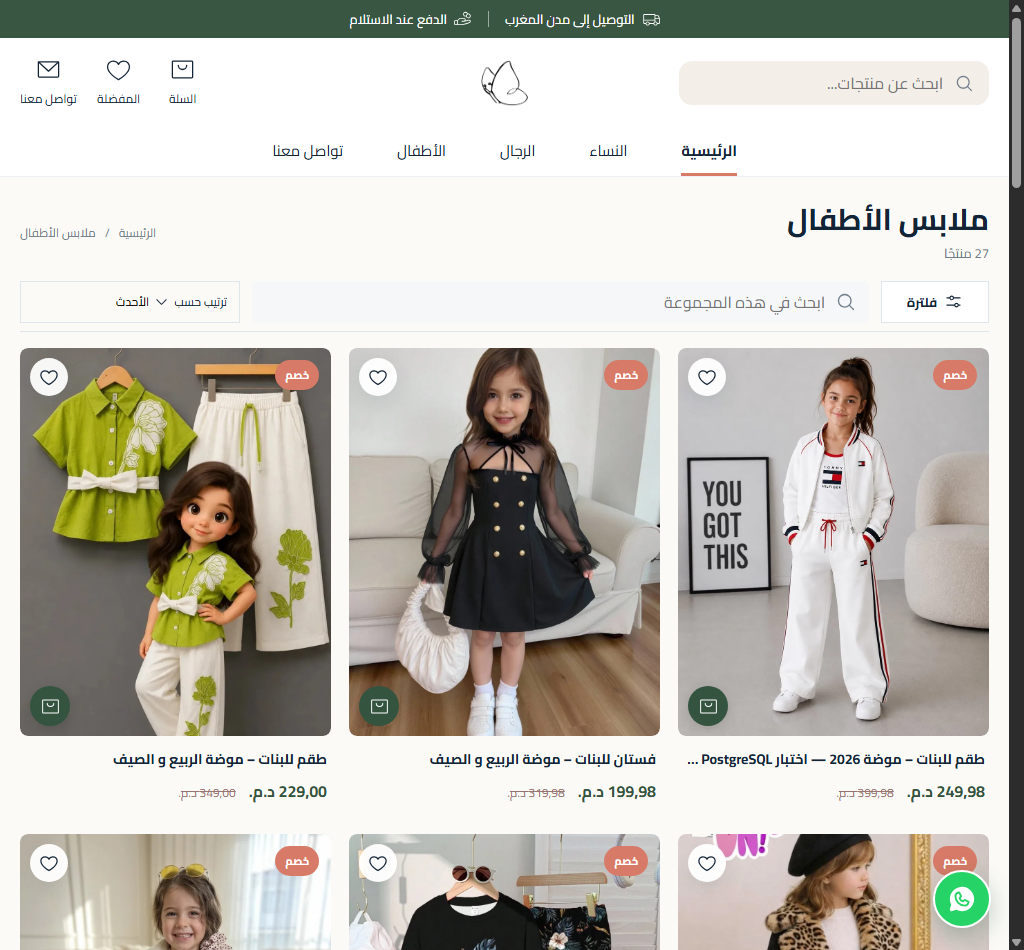 التوصيل إلى مدن المغرب
الدفع عند الاستلام
ابحث عن منتجات...
السلة
المفضلة
تواصل معنا
الرئيسية
النساء
الرجال
الأطفال
تواصل معنا
ملابس الأطفال
27 منتجًا
الرئيسية / ملابس الأطفال
فلترة
ابحث في هذه المجموعة
ترتيب حسب الأحدث
خصم
خصم
خصم
YOU
GOT
THIS
TOMMY
HILFIGER
طقم للبنات – موضة 2026 — اختبار PostgreSQL ...
249,98 د.م. 399,98 د.م.
فستان للبنات – موضة الربيع و الصيف
199,98 د.م. 319,98 د.م.
طقم للبنات – موضة الربيع و الصيف
229,00 د.م. 349,00 د.م.
خصم
خصم
خصم